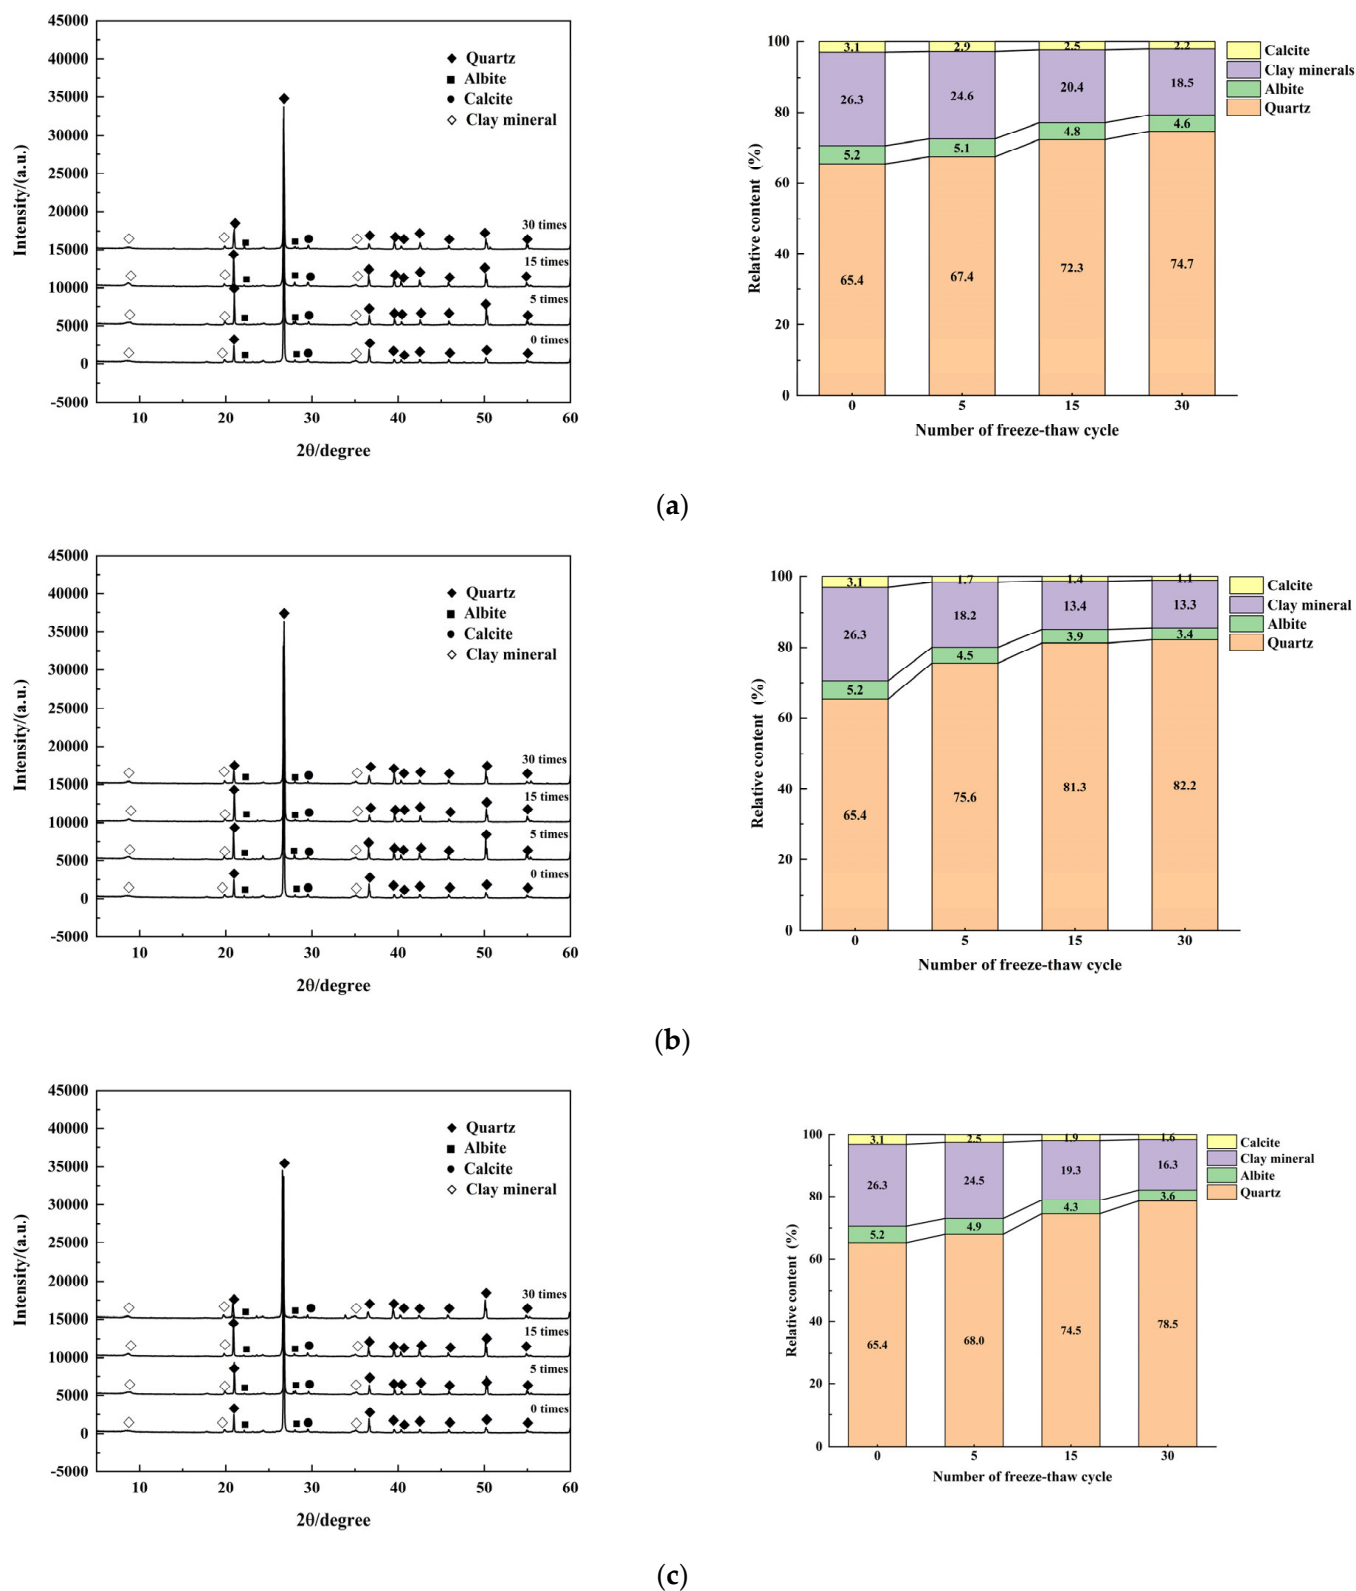 45000
40000
35000
30000
25000
20000
15000
10000
5000
0
-5000
Intensity/(a.u.)
Quartz
Albite
Calcite
Clay mineral
30 times
15 times
5 times
0 times
10 20 30 40 50 60
2θ/degree
100
80
60
40
20
0
Relative content (%)
3.1 2.9 2.5 2.2
26.3 24.6 20.4 18.5
5.2 5.1 4.8 4.6
65.4 67.4 72.3 74.7
Calcite
Clay minerals
Albite
Quartz
0 5 15 30
Number of freeze-thaw cycle
(a)
45000
40000
35000
30000
25000
20000
15000
10000
5000
0
-5000
Intensity/(a.u.)
Quartz
Albite
Calcite
Clay mineral
30 times
15 times
5 times
0 times
10 20 30 40 50 60
2θ/degree
100
80
60
40
20
0
Relative content (%)
3.1 1.7 1.4 1.1
26.3 18.2 13.4 13.3
5.2 4.5 3.9 3.4
65.4 75.6 81.3 82.2
Calcite
Clay mineral
Albite
Quartz
0 5 15 30
Number of freeze-thaw cycle
(b)
45000
40000
35000
30000
25000
20000
15000
10000
5000
0
-5000
Intensity/(a.u.)
Quartz
Albite
Calcite
Clay mineral
30 times
15 times
5 times
0 times
10 20 30 40 50 60
2θ/degree
100
80
60
40
20
0
Relative content (%)
3.1 2.5 1.9 1.6
26.3 24.5 19.3 16.3
5.2 4.9 4.3 3.6
65.4 68.0 74.5 78.5
Calcite
Clay mineral
Albite
Quartz
0 5 15 30
Number of freeze-thaw cycle
(c)